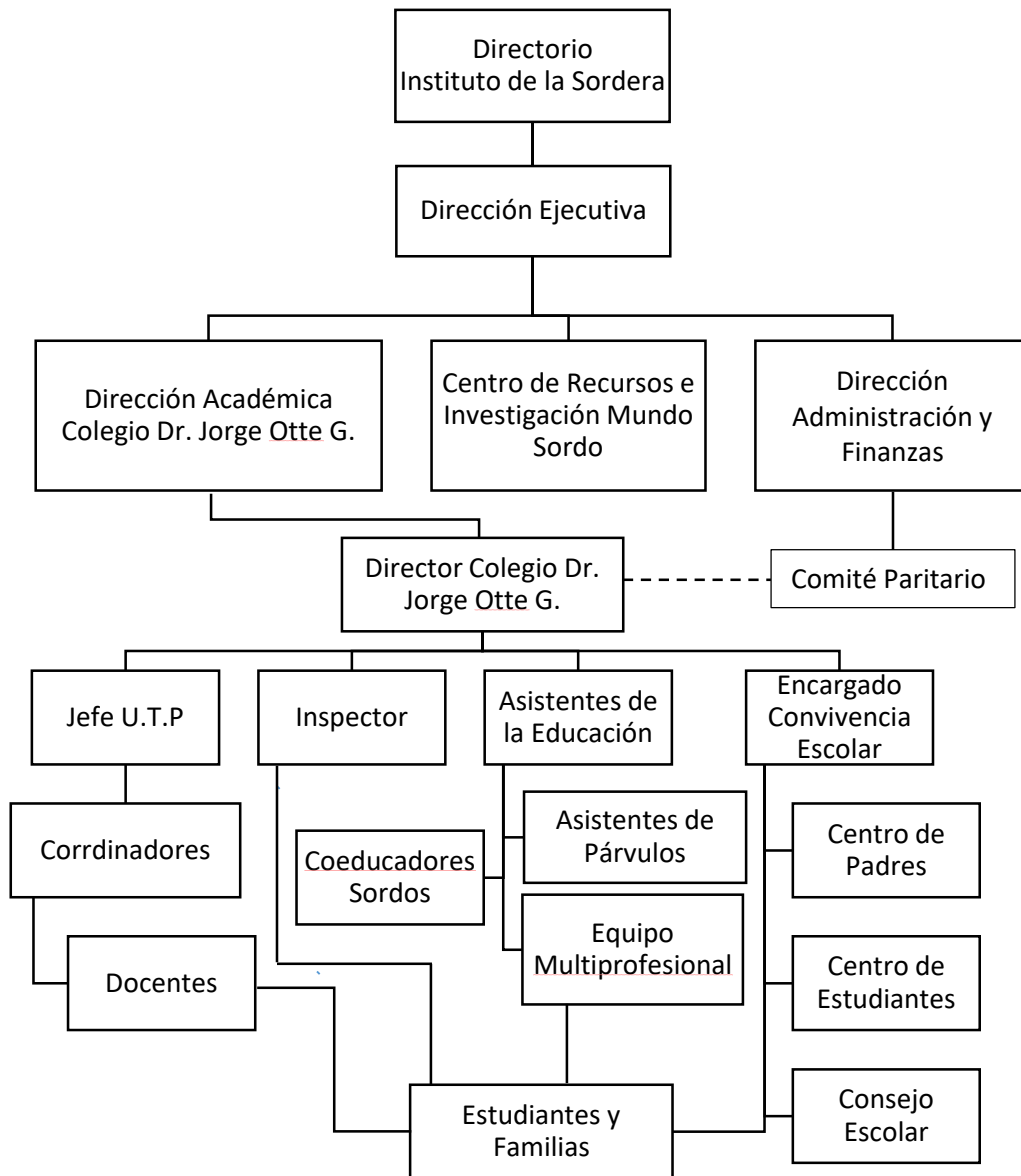 Directorio
Instituto de la Sordera
Dirección Ejecutiva
Dirección Académica
Colegio Dr. Jorge Otte G.
Centro de Recursos e
Investigación Mundo
Sordo
Dirección
Administración y
Finanzas
Director Colegio Dr.
Jorge Otte G.
Comité Paritario
Jefe U.T.P
Inspector
Asistentes de
la Educación
Encargado
Convivencia
Escolar
Corrdinadores
Coeducadores
Sordos
Asistentes de
Párvulos
Centro de
Padres
Docentes
Equipo
Multiprofesional
Centro de
Estudiantes
Estudiantes y
Familias
Consejo
Escolar